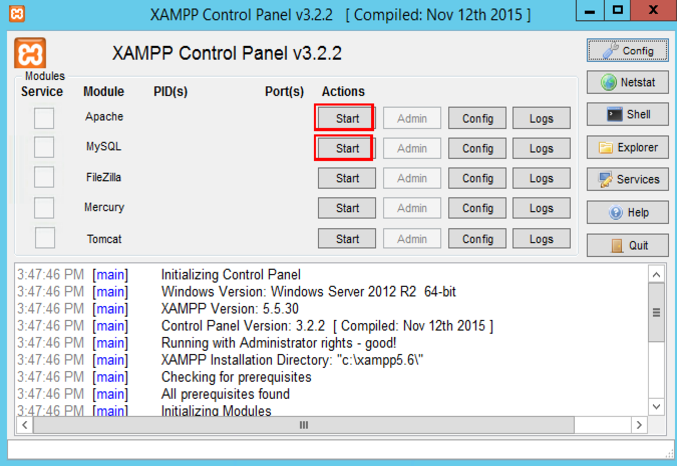 XAMPP Control Panel v3.2.2 [ Compiled: Nov 12th 2015 ]
XAMPP Control Panel v3.2.2
Config
Modules
Service Module PID(s) Port(s) Actions
Netstat
Apache Start Admin Config Logs
Shell
MySQL Start Admin Config Logs
Explorer
FileZilla Start Admin Config Logs
Services
Mercury Start Admin Config Logs
Help
Tomcat Start Admin Config Logs
Quit
3:47:46 PM [main] Initializing Control Panel
3:47:46 PM [main] Windows Version: Windows Server 2012 R2 64-bit
3:47:46 PM [main] XAMPP Version: 5.5.30
3:47:46 PM [main] Control Panel Version: 3.2.2 [ Compiled: Nov 12th 2015 ]
3:47:46 PM [main] Running with Administrator rights - good!
3:47:46 PM [main] XAMPP Installation Directory: "c:\xampp5.6\"
3:47:46 PM [main] Checking for prerequisites
3:47:46 PM [main] All prerequisites found
3:47:46 PM [main] Initializing Modules